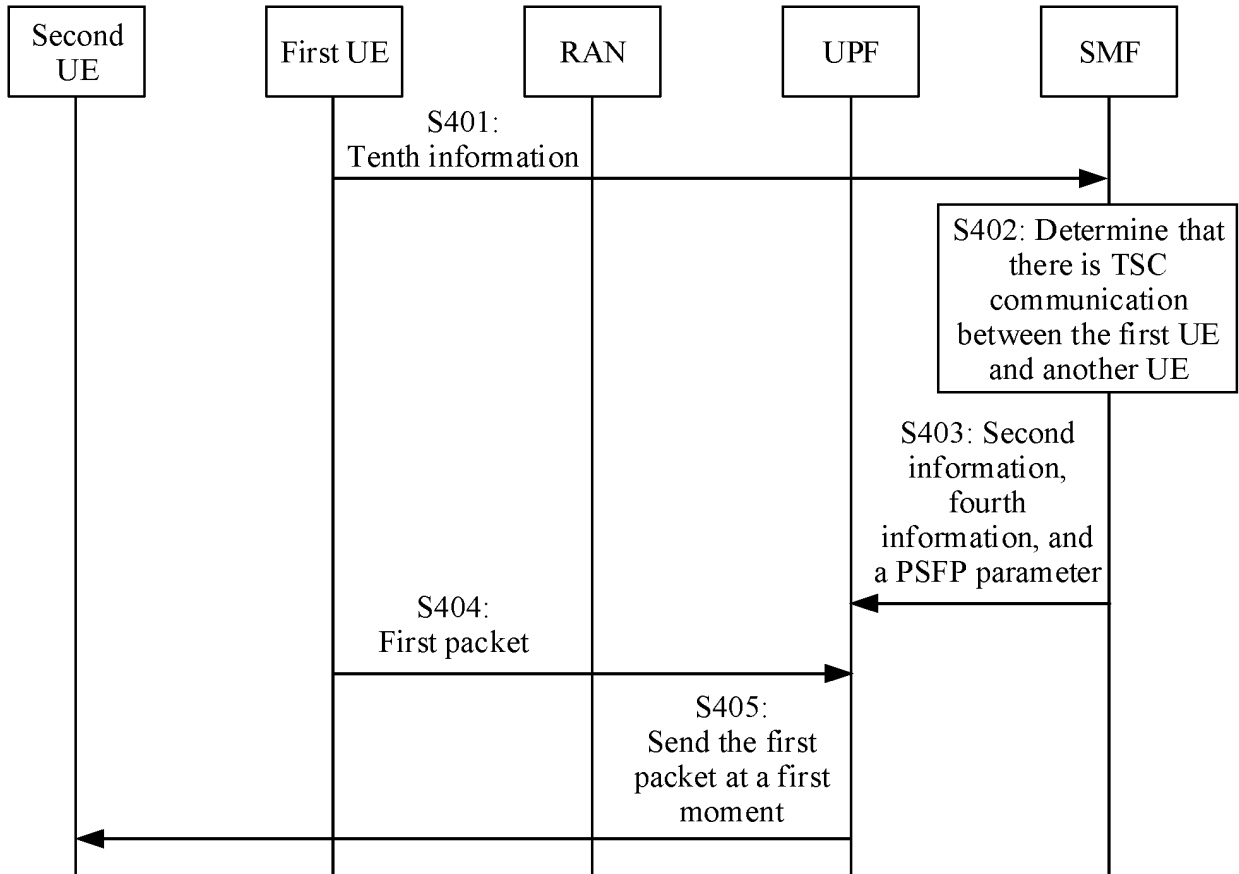 Second
UE
First UE
RAN
UPF
SMF
S401:
Tenth information
S402: Determine that
there is TSC
communication
between the first UE
and another UE
S403: Second
information,
fourth
information, and
a PSFP parameter
S404:
First packet
S405:
Send the first
packet at a first
moment